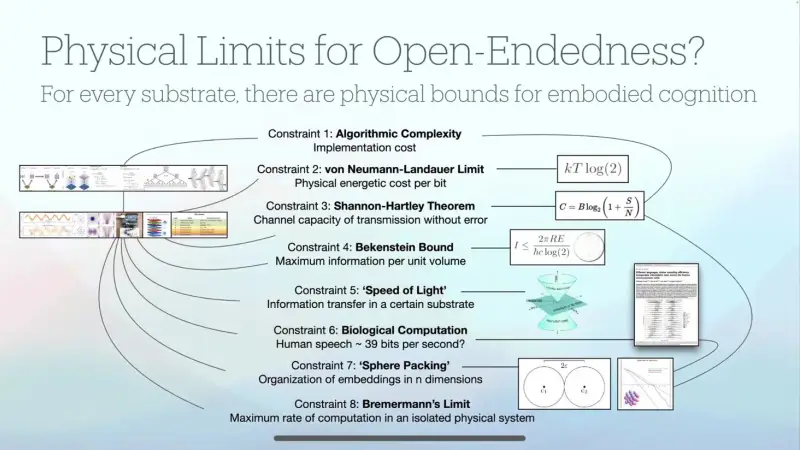 Physical Limits for Open-Endedness?
For every substrate, there are physical bounds for embodied cognition
Constraint 1: Algorithmic Complexity
Implementation cost
Constraint 2: von Neumann-Landauer Limit
Physical energetic cost per bit
kT log(2)
Constraint 3: Shannon-Hartley Theorem
Channel capacity of transmission without error
C = B log₂ (1 + S/N)
Constraint 4: Bekenstein Bound
Maximum information per unit volume
I ≤ 2πRE / ħc log(2)
Constraint 5: ‘Speed of Light’
Information transfer in a certain substrate
Constraint 6: Biological Computation
Human speech ~ 39 bits per second?
Constraint 7: ‘Sphere Packing’
Organization of embeddings in n dimensions
2ε
c₁
c₂
Constraint 8: Bremermann’s Limit
Maximum rate of computation in an isolated physical system